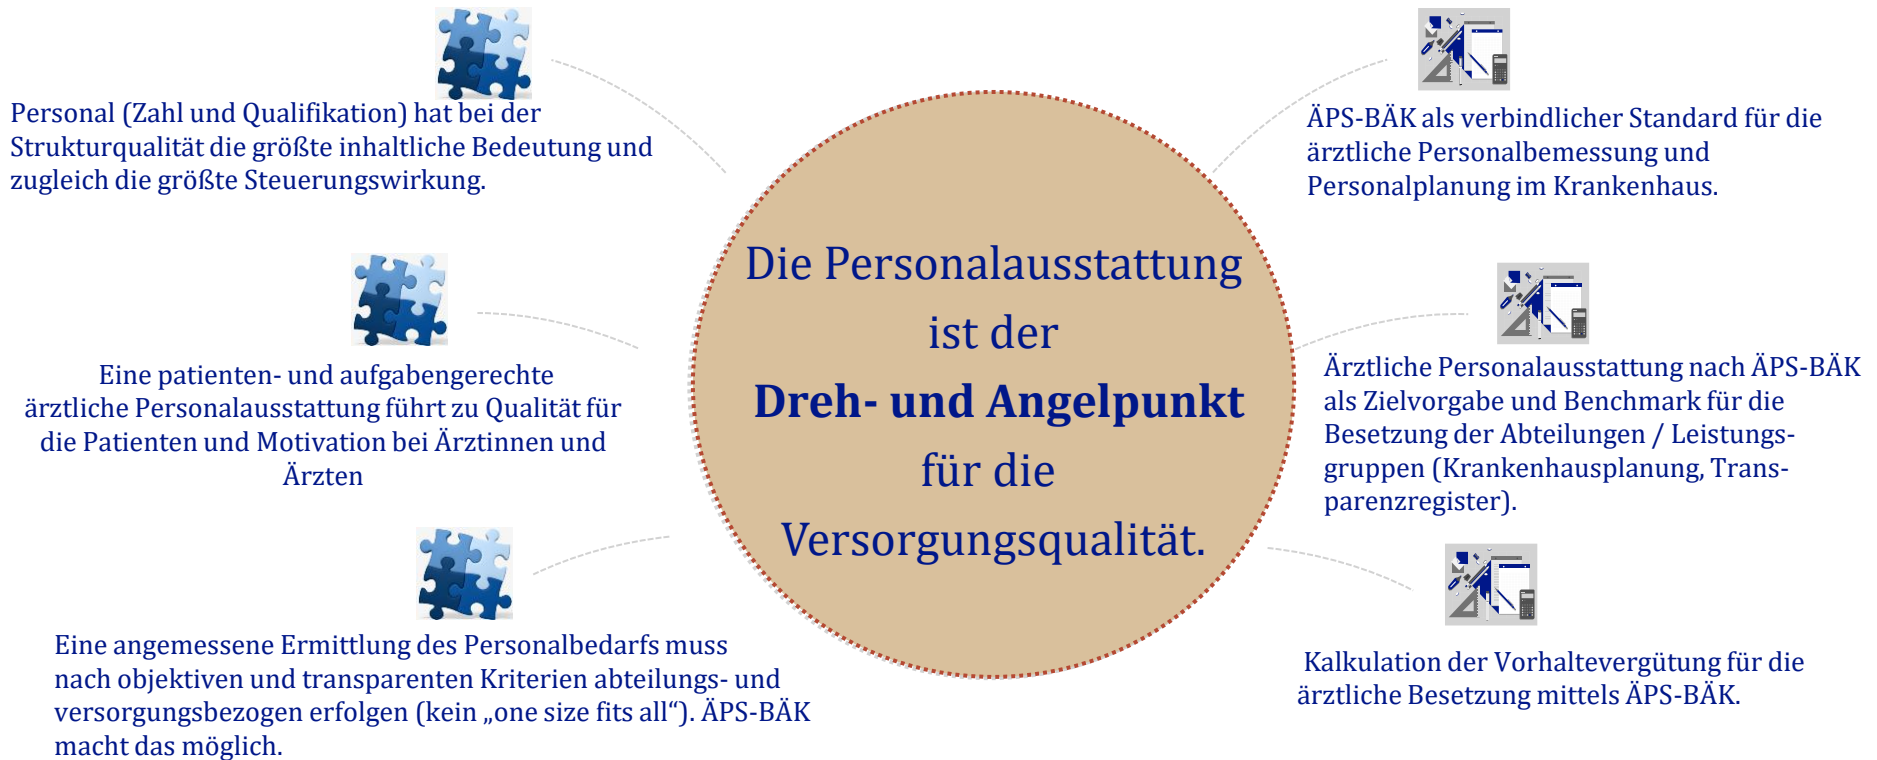 Personal (Zahl und Qualifikation) hat bei der
Strukturqualität die größte inhaltliche Bedeutung und
zugleich die größte Steuerungswirkung.
Eine patienten- und aufgabengerechte
ärztliche Personalausstattung führt zu Qualität für
die Patienten und Motivation bei Ärztinnen und
Ärzten
Eine angemessene Ermittlung des Personalbedarfs muss
nach objektiven und transparenten Kriterien abteilungs- und
versorgungsbezogen erfolgen (kein „one size fits all“). ÄPS-BÄK
macht das möglich.
Die Personalausstattung
ist der
Dreh- und Angelpunkt
für die
Versorgungsqualität.
ÄPS-BÄK als verbindlicher Standard für die
ärztliche Personalbemessung und
Personalplanung im Krankenhaus.
Ärztliche Personalausstattung nach ÄPS-BÄK
als Zielvorgabe und Benchmark für die
Besetzung der Abteilungen / Leistungs-
gruppen (Krankenhausplanung, Trans-
parenzregister).
Kalkulation der Vorhaltevergütung für die
ärztliche Besetzung mittels ÄPS-BÄK.